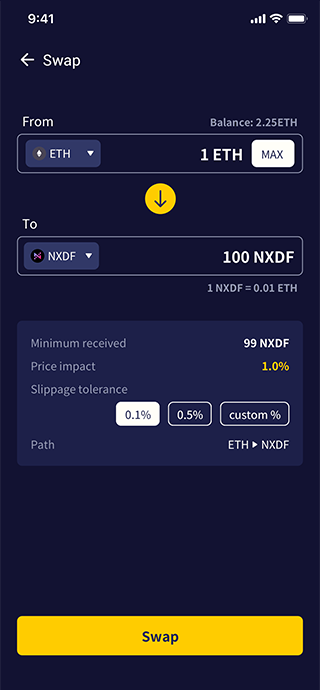 9:41
Swap
From
Balance: 2.25ETH
ETH
1 ETH
MAX
To
NXDF
100 NXDF
1 NXDF = 0.01 ETH
Minimum received 99 NXDF
Price impact 1.0%
Slippage tolerance
0.1% 0.5% custom %
Path ETH NXDF
Swap